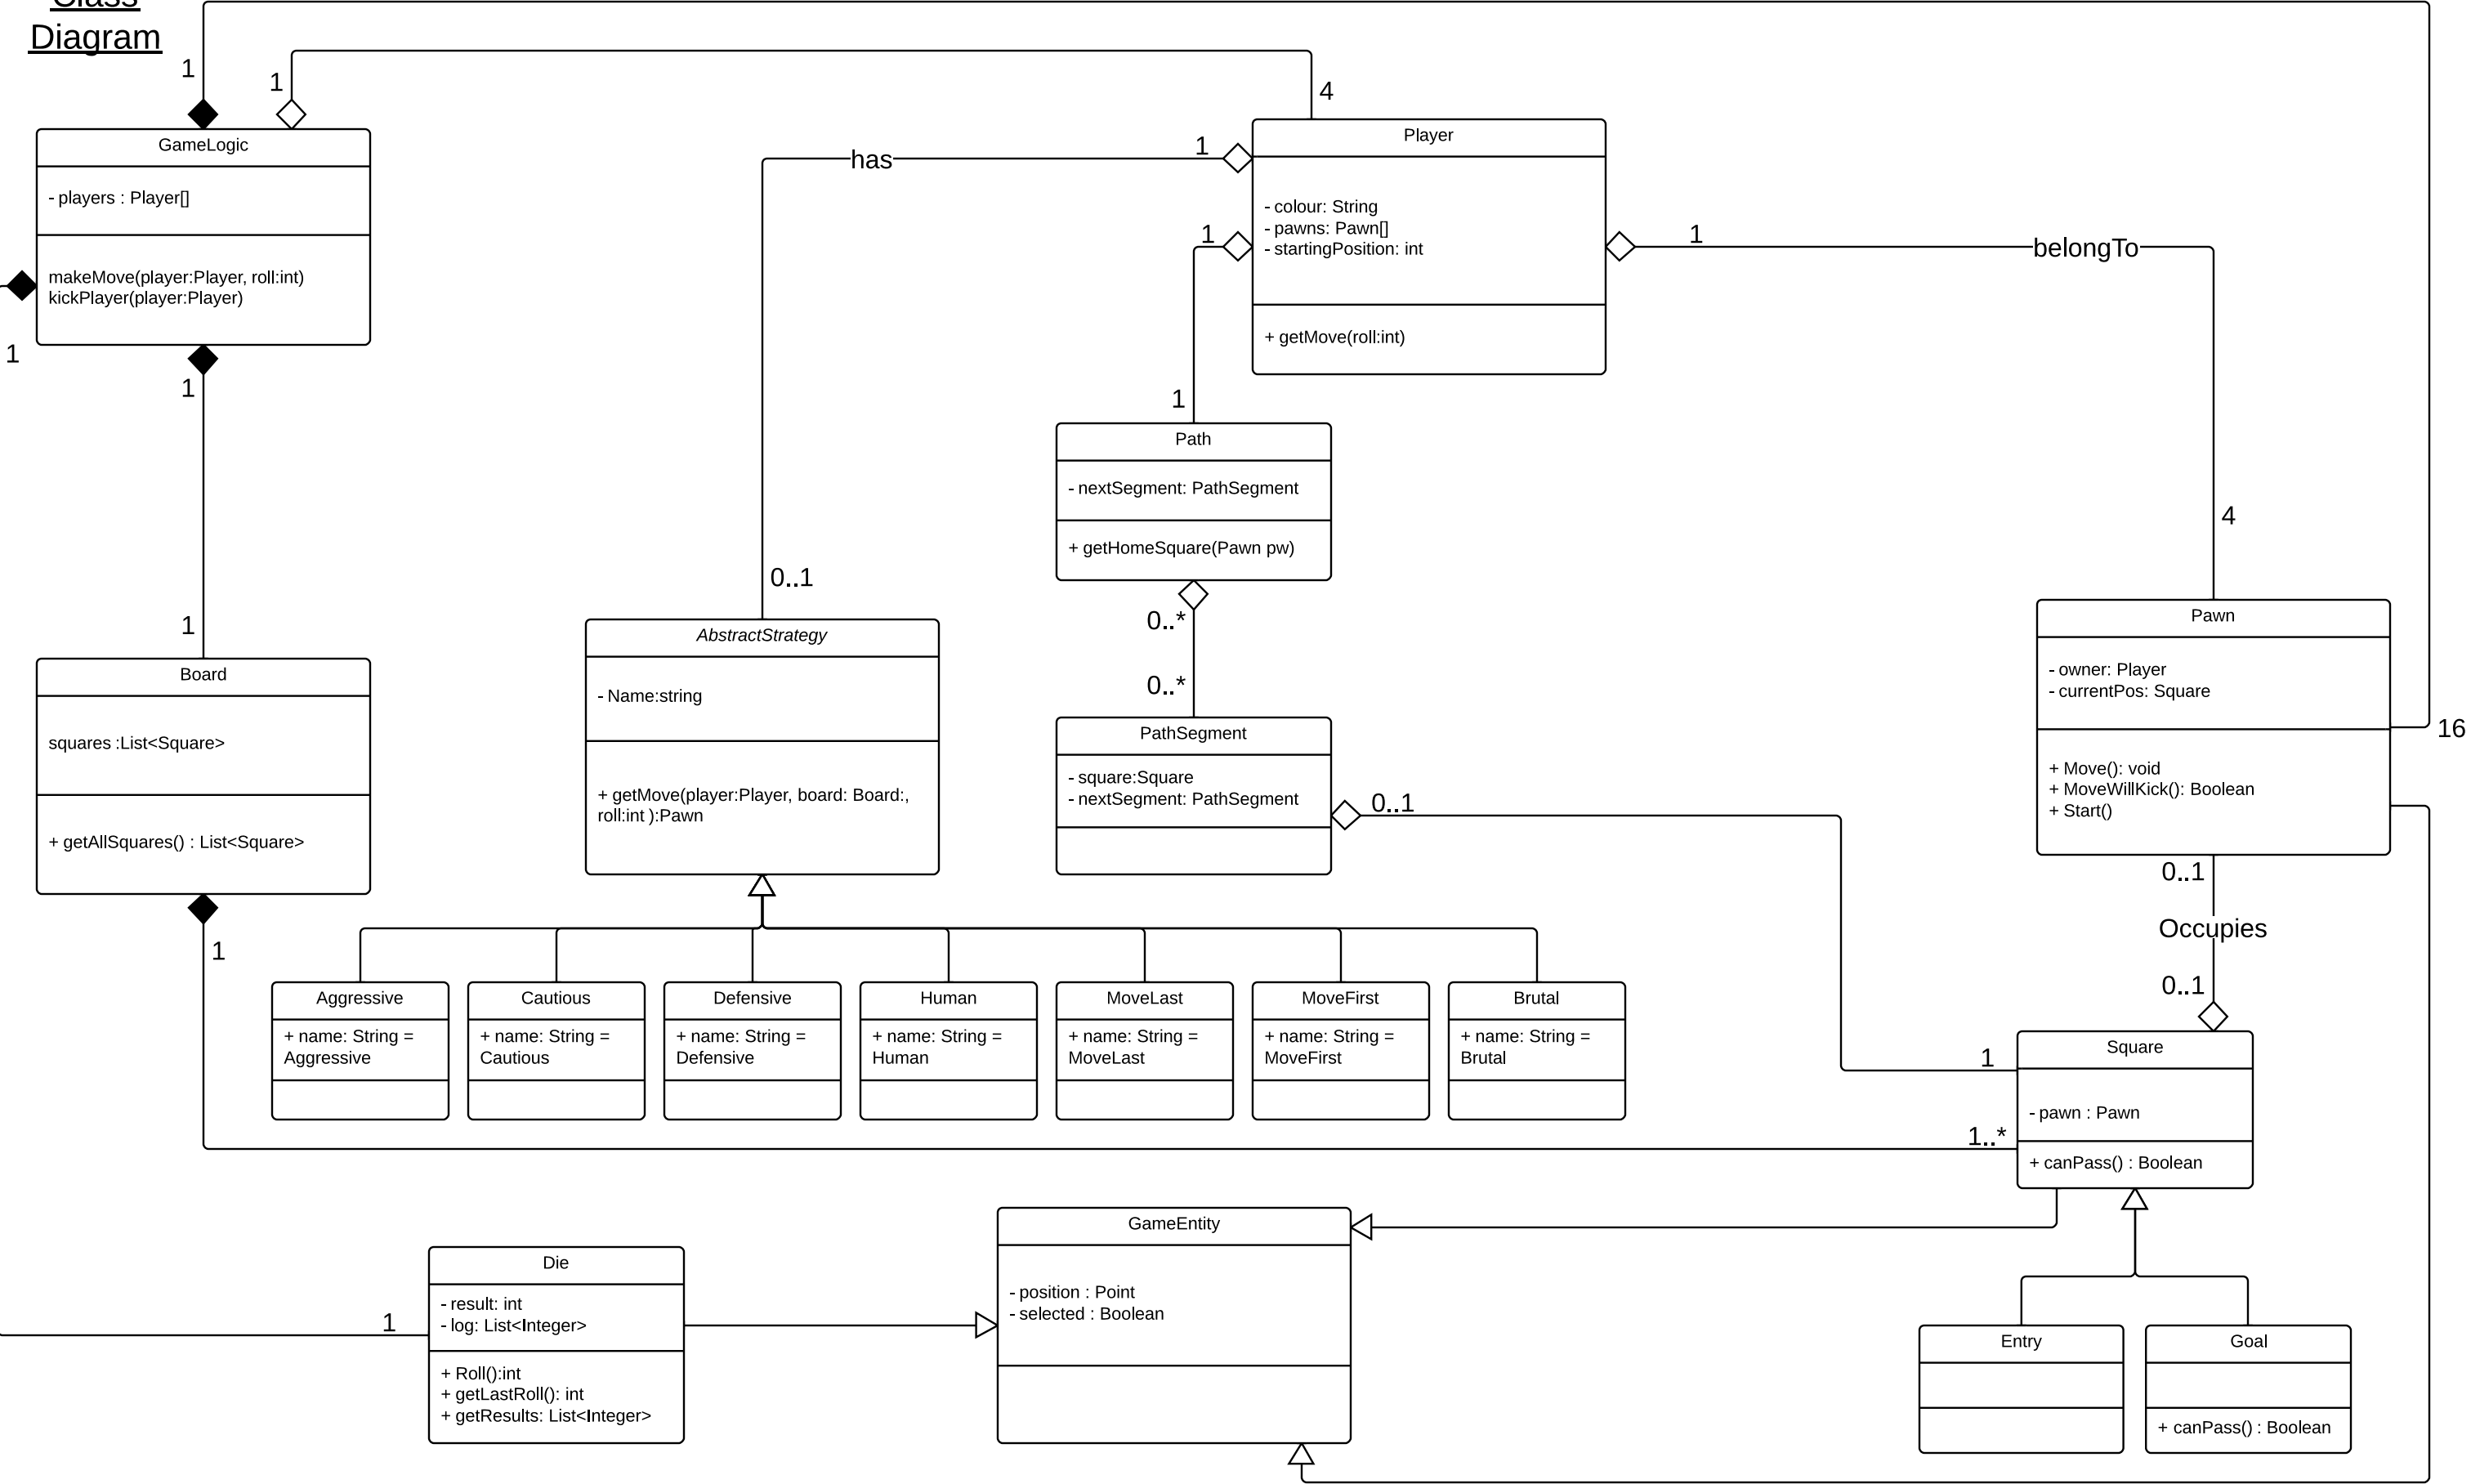 Class
Diagram
1
1
4
GameLogic
- players : Player[]
makeMove(player:Player, roll:int)
kickPlayer(player:Player)
1
1
has
1
Player
- colour: String
- pawns: Pawn[]
- startingPosition: int
+ getMove(roll:int)
1
1
belongTo
1
Path
- nextSegment: PathSegment
+ getHomeSquare(Pawn pw)
0..*
0..*
4
0..1
1
Board
squares :List<Square>
+ getAllSquares() : List<Square>
1
AbstractStrategy
- Name:string
+ getMove(player:Player, board: Board:,
roll:int ):Pawn
PathSegment
- square:Square
- nextSegment: PathSegment
0..1
Pawn
- owner: Player
- currentPos: Square
+ Move(): void
+ MoveWillKick(): Boolean
+ Start()
16
0..1
Occupies
0..1
Aggressive
+ name: String =
Aggressive
Cautious
+ name: String =
Cautious
Defensive
+ name: String =
Defensive
Human
+ name: String =
Human
MoveLast
+ name: String =
MoveLast
MoveFirst
+ name: String =
MoveFirst
Brutal
+ name: String =
Brutal
1
1..*
Square
- pawn : Pawn
+ canPass() : Boolean
GameEntity
- position : Point
- selected : Boolean
1
Die
- result: int
- log: List<Integer>
+ Roll():int
+ getLastRoll(): int
+ getResults: List<Integer>
Entry
Goal
+ canPass() : Boolean